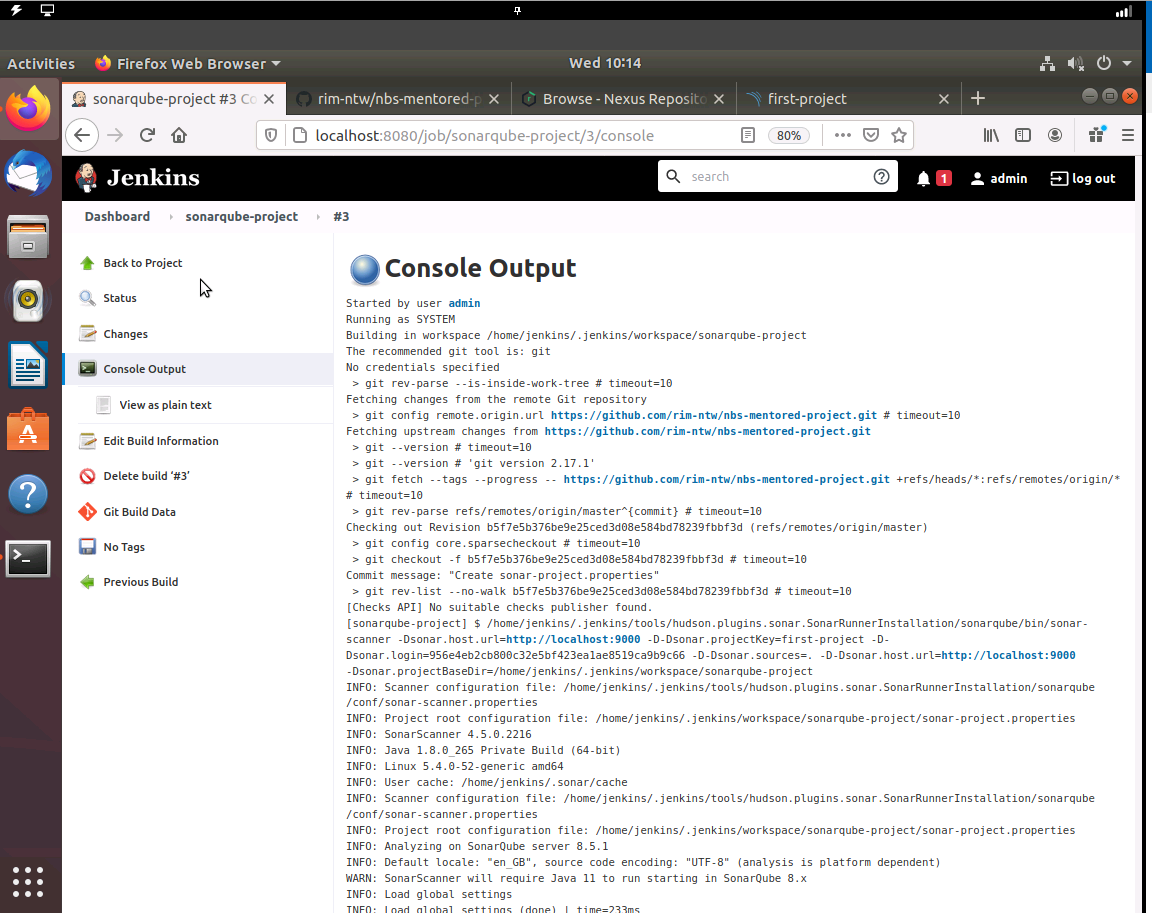 Activities
Firefox Web Browser
Wed 10:14
sonarqube-project #3 Co
rim-ntw/nbs-mentored-p
Browse - Nexus Reposito
first-project
localhost:8080/job/sonarqube-project/3/console
80%
Jenkins
search
1
admin
log out
Dashboard
sonarqube-project
#3
Back to Project
Status
Changes
Console Output
View as plain text
Edit Build Information
Delete build ‘#3’
Git Build Data
No Tags
Previous Build
Console Output
Started by user admin
Running as SYSTEM
Building in workspace /home/jenkins/.jenkins/workspace/sonarqube-project
The recommended git tool is: git
No credentials specified
> git rev-parse --is-inside-work-tree # timeout=10
Fetching changes from the remote Git repository
> git config remote.origin.url https://github.com/rim-ntw/nbs-mentored-project.git # timeout=10
Fetching upstream changes from https://github.com/rim-ntw/nbs-mentored-project.git
> git --version # timeout=10
> git --version # 'git version 2.17.1'
> git fetch --tags --progress -- https://github.com/rim-ntw/nbs-mentored-project.git +refs/heads/*:refs/remotes/origin/*
# timeout=10
> git rev-parse refs/remotes/origin/master^{commit} # timeout=10
Checking out Revision b5f7e5b376be9e25ced3d08e584bd78239fbbf3d (refs/remotes/origin/master)
> git config core.sparsecheckout # timeout=10
> git checkout -f b5f7e5b376be9e25ced3d08e584bd78239fbbf3d # timeout=10
Commit message: "Create sonar-project.properties"
> git rev-list --no-walk b5f7e5b376be9e25ced3d08e584bd78239fbbf3d # timeout=10
[Checks API] No suitable checks publisher found.
[sonarqube-project] $ /home/jenkins/.jenkins/tools/hudson.plugins.sonar.SonarRunnerInstallation/sonarqube/bin/sonar-
scanner -Dsonar.host.url=http://localhost:9000 -D-Dsonar.projectKey=first-project -D-
Dsonar.login=956e4eb2cb800c32e5bf423ea1ae8519ca9b9c66 -D-Dsonar.sources=. -D-Dsonar.host.url=http://localhost:9000
-Dsonar.projectBaseDir=/home/jenkins/.jenkins/workspace/sonarqube-project
INFO: Scanner configuration file: /home/jenkins/.jenkins/tools/hudson.plugins.sonar.SonarRunnerInstallation/sonarqube
/conf/sonar-scanner.properties
INFO: Project root configuration file: /home/jenkins/.jenkins/workspace/sonarqube-project/sonar-project.properties
INFO: SonarScanner 4.5.0.2216
INFO: Java 1.8.0_265 Private Build (64-bit)
INFO: Linux 5.4.0-52-generic amd64
INFO: User cache: /home/jenkins/.sonar/cache
INFO: Scanner configuration file: /home/jenkins/.jenkins/tools/hudson.plugins.sonar.SonarRunnerInstallation/sonarqube
/conf/sonar-scanner.properties
INFO: Project root configuration file: /home/jenkins/.jenkins/workspace/sonarqube-project/sonar-project.properties
INFO: Analyzing on SonarQube server 8.5.1
INFO: Default locale: "en_GB", source code encoding: "UTF-8" (analysis is platform dependent)
WARN: SonarScanner will require Java 11 to run starting in SonarQube 8.x
INFO: Load global settings
INFO: Load global settings (done) | time=233ms